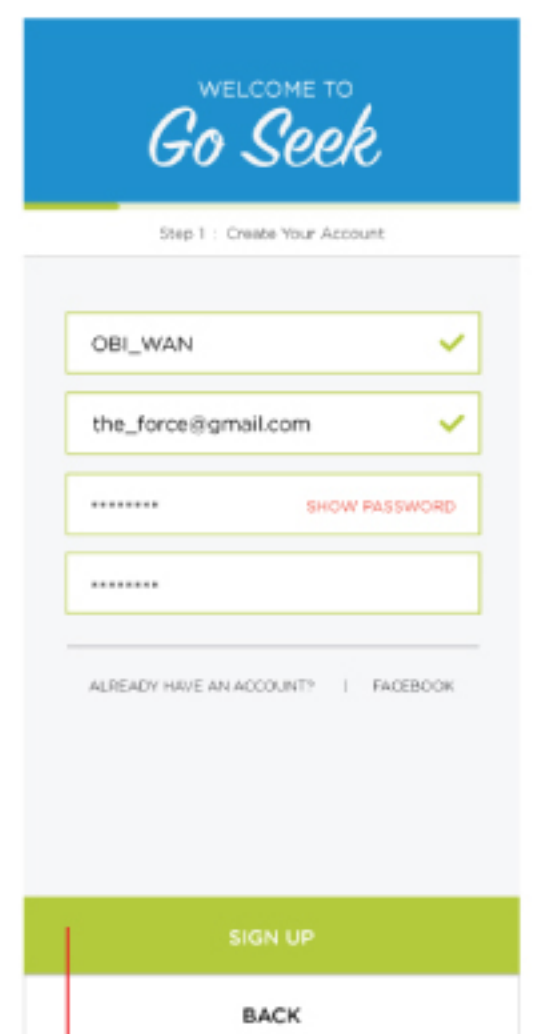 WELCOME TO
Go Seek
Step 1 : Create Your Account
OBI_WAN
the_force@gmail.com
******** SHOW PASSWORD
********
ALREADY HAVE AN ACCOUNT? | FACEBOOK
SIGN UP
BACK